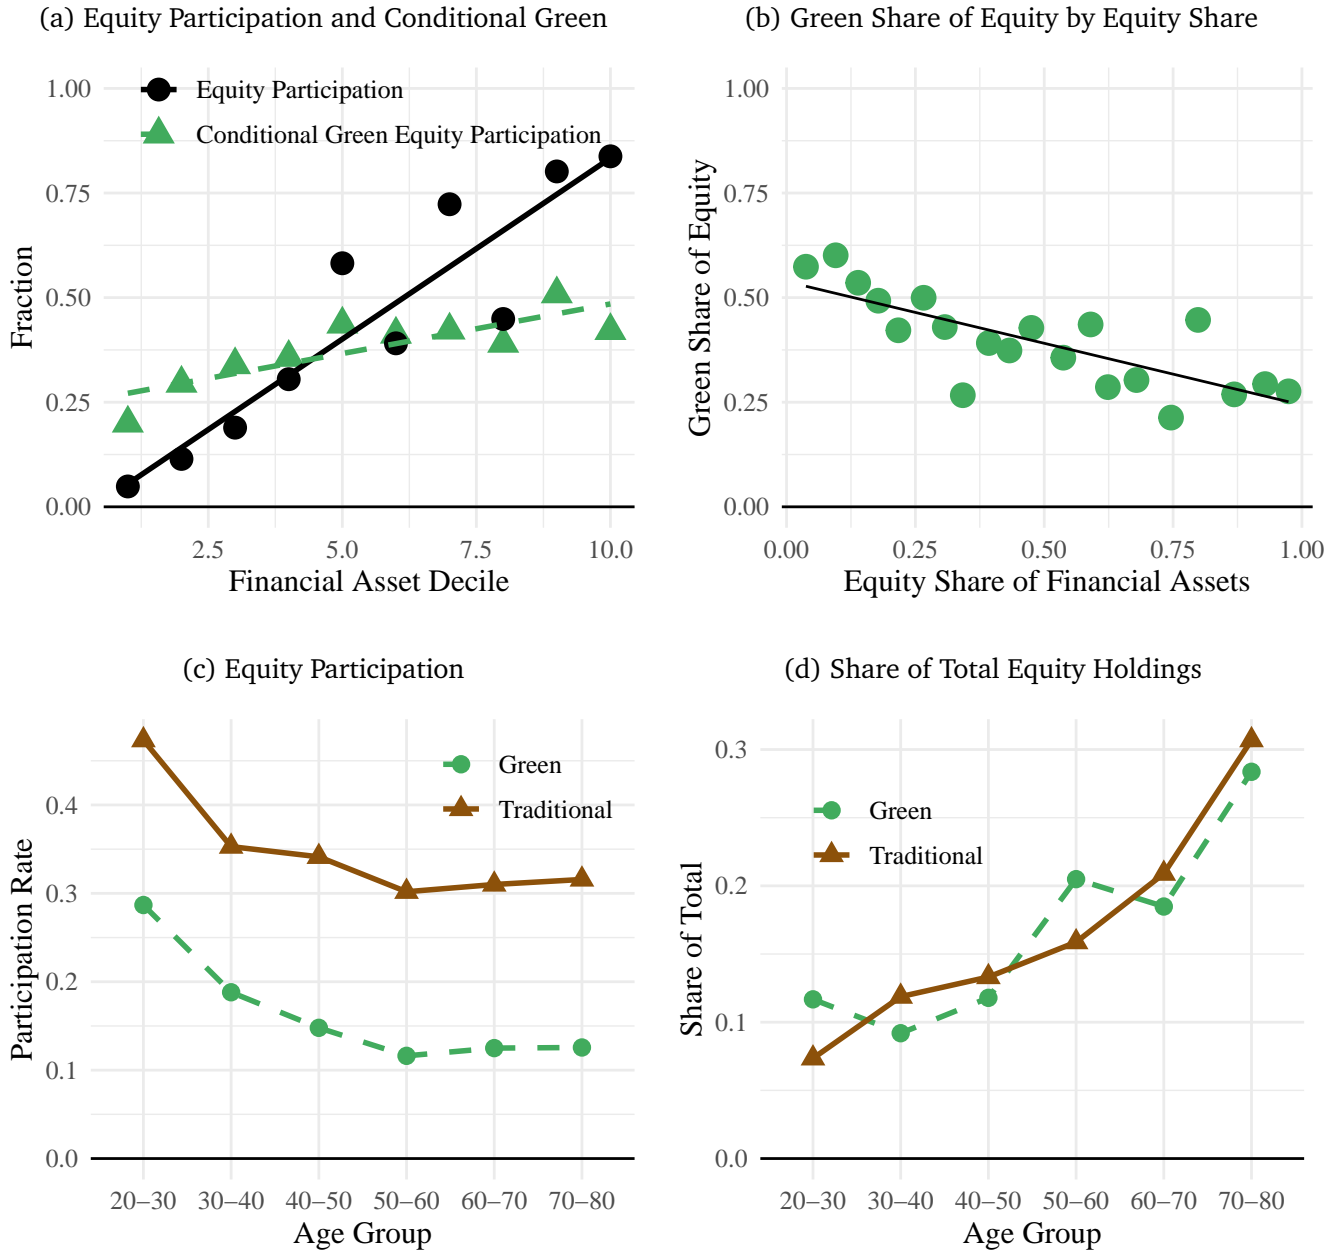 (a) Equity Participation and Conditional Green
1.00
0.75
0.50
0.25
0.00
Fraction
Equity Participation
Conditional Green Equity Participation
2.5 5.0 7.5 10.0
Financial Asset Decile
(b) Green Share of Equity by Equity Share
1.00
0.75
0.50
0.25
0.00
Green Share of Equity
0.00 0.25 0.50 0.75 1.00
Equity Share of Financial Assets
(c) Equity Participation
0.4
0.3
0.2
0.1
0.0
Participation Rate
Green
Traditional
20–30 30–40 40–50 50–60 60–70 70–80
Age Group
(d) Share of Total Equity Holdings
0.3
0.2
0.1
0.0
Share of Total
Green
Traditional
20–30 30–40 40–50 50–60 60–70 70–80
Age Group